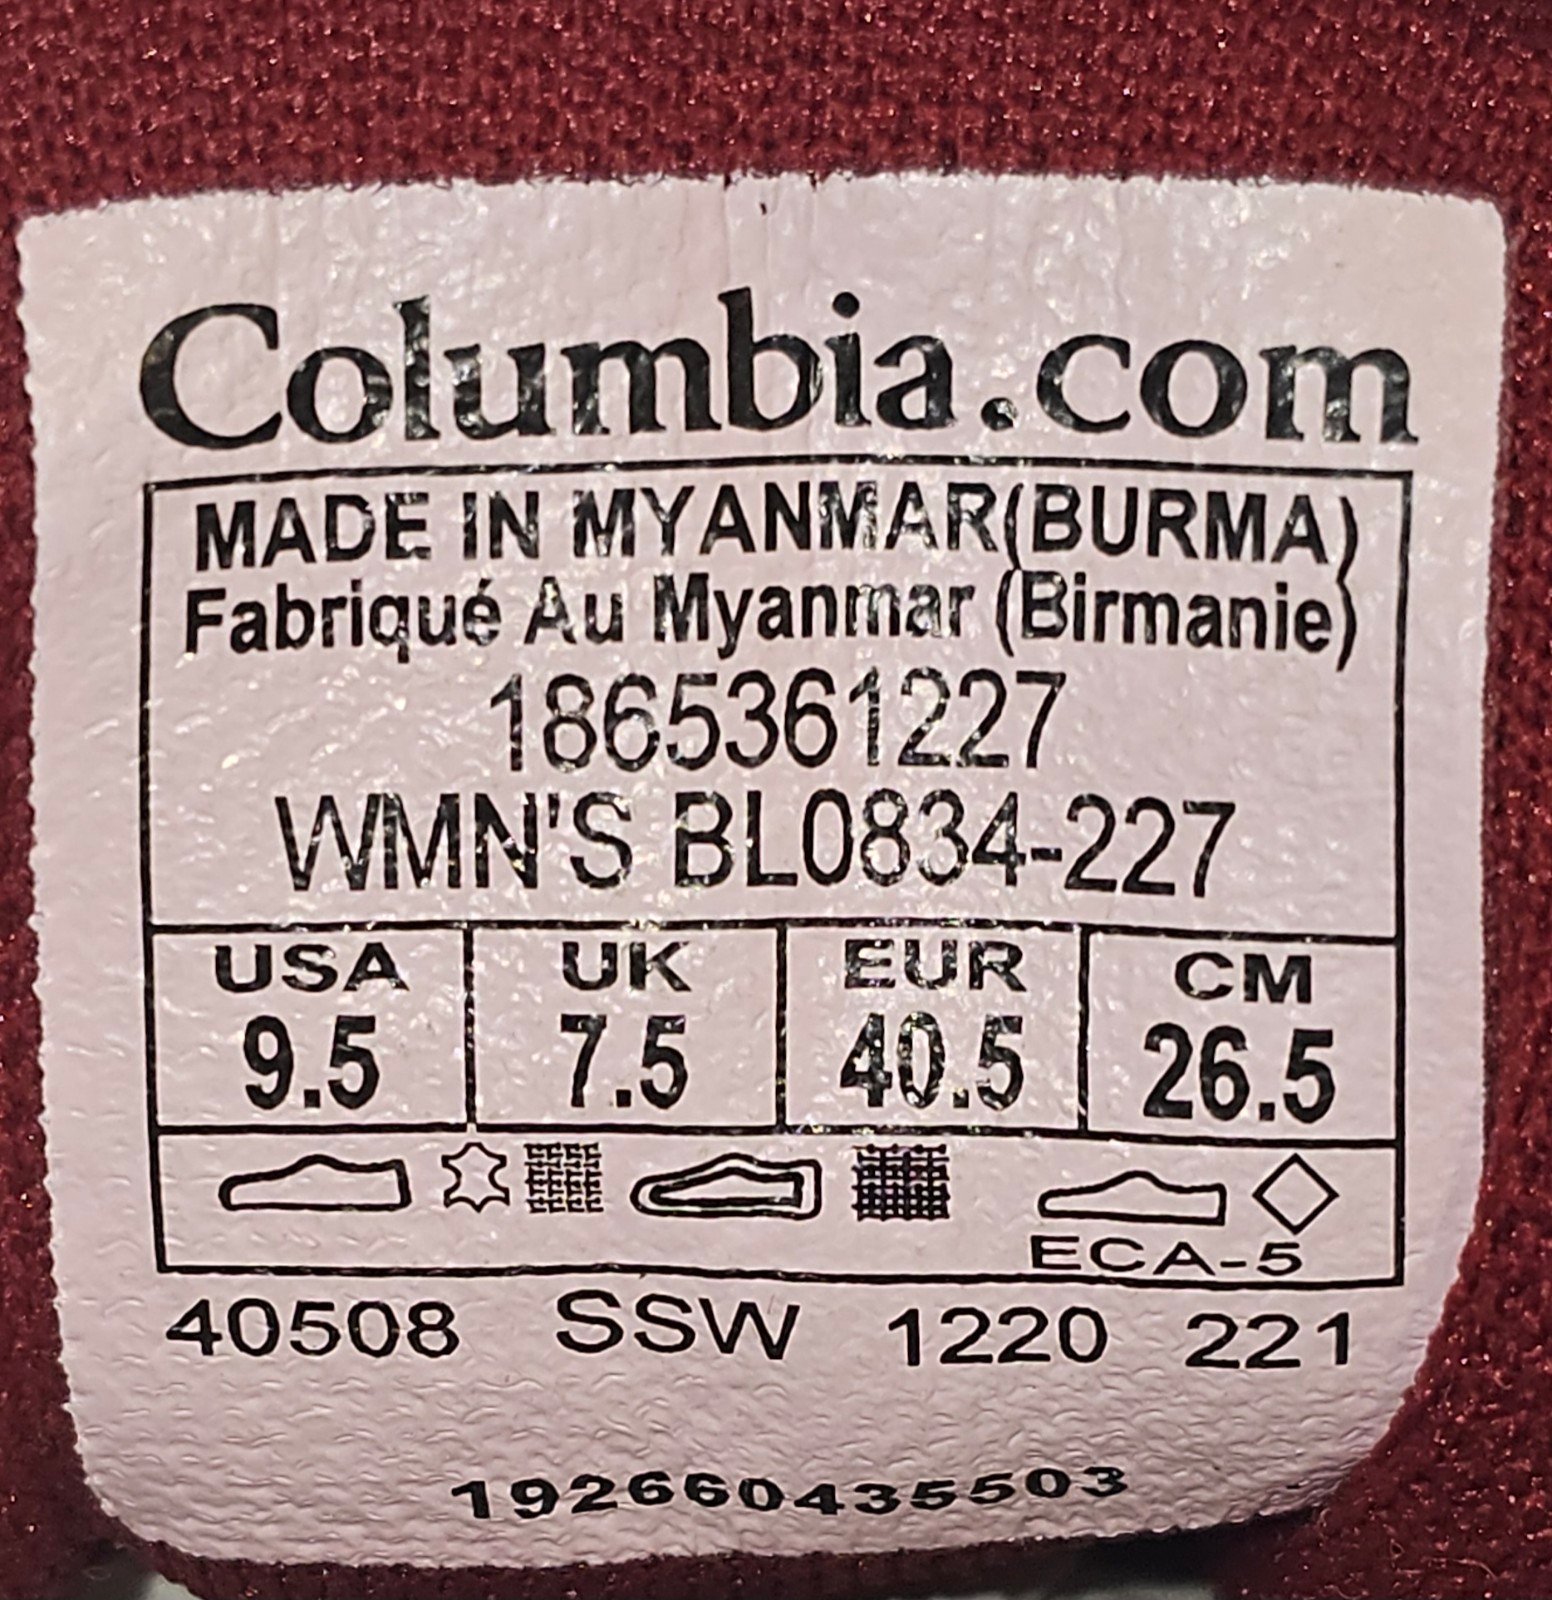 Columbia.com
MADE IN MYANMAR(BURMA)
Fabriqué Au Myanmar (Birmanie)
1865361227
WMN'S BL0834-227
USA UK EUR CM
9.5 7.5 40.5 26.5
ECA-5
40508 SSW 1220 221
192660435503